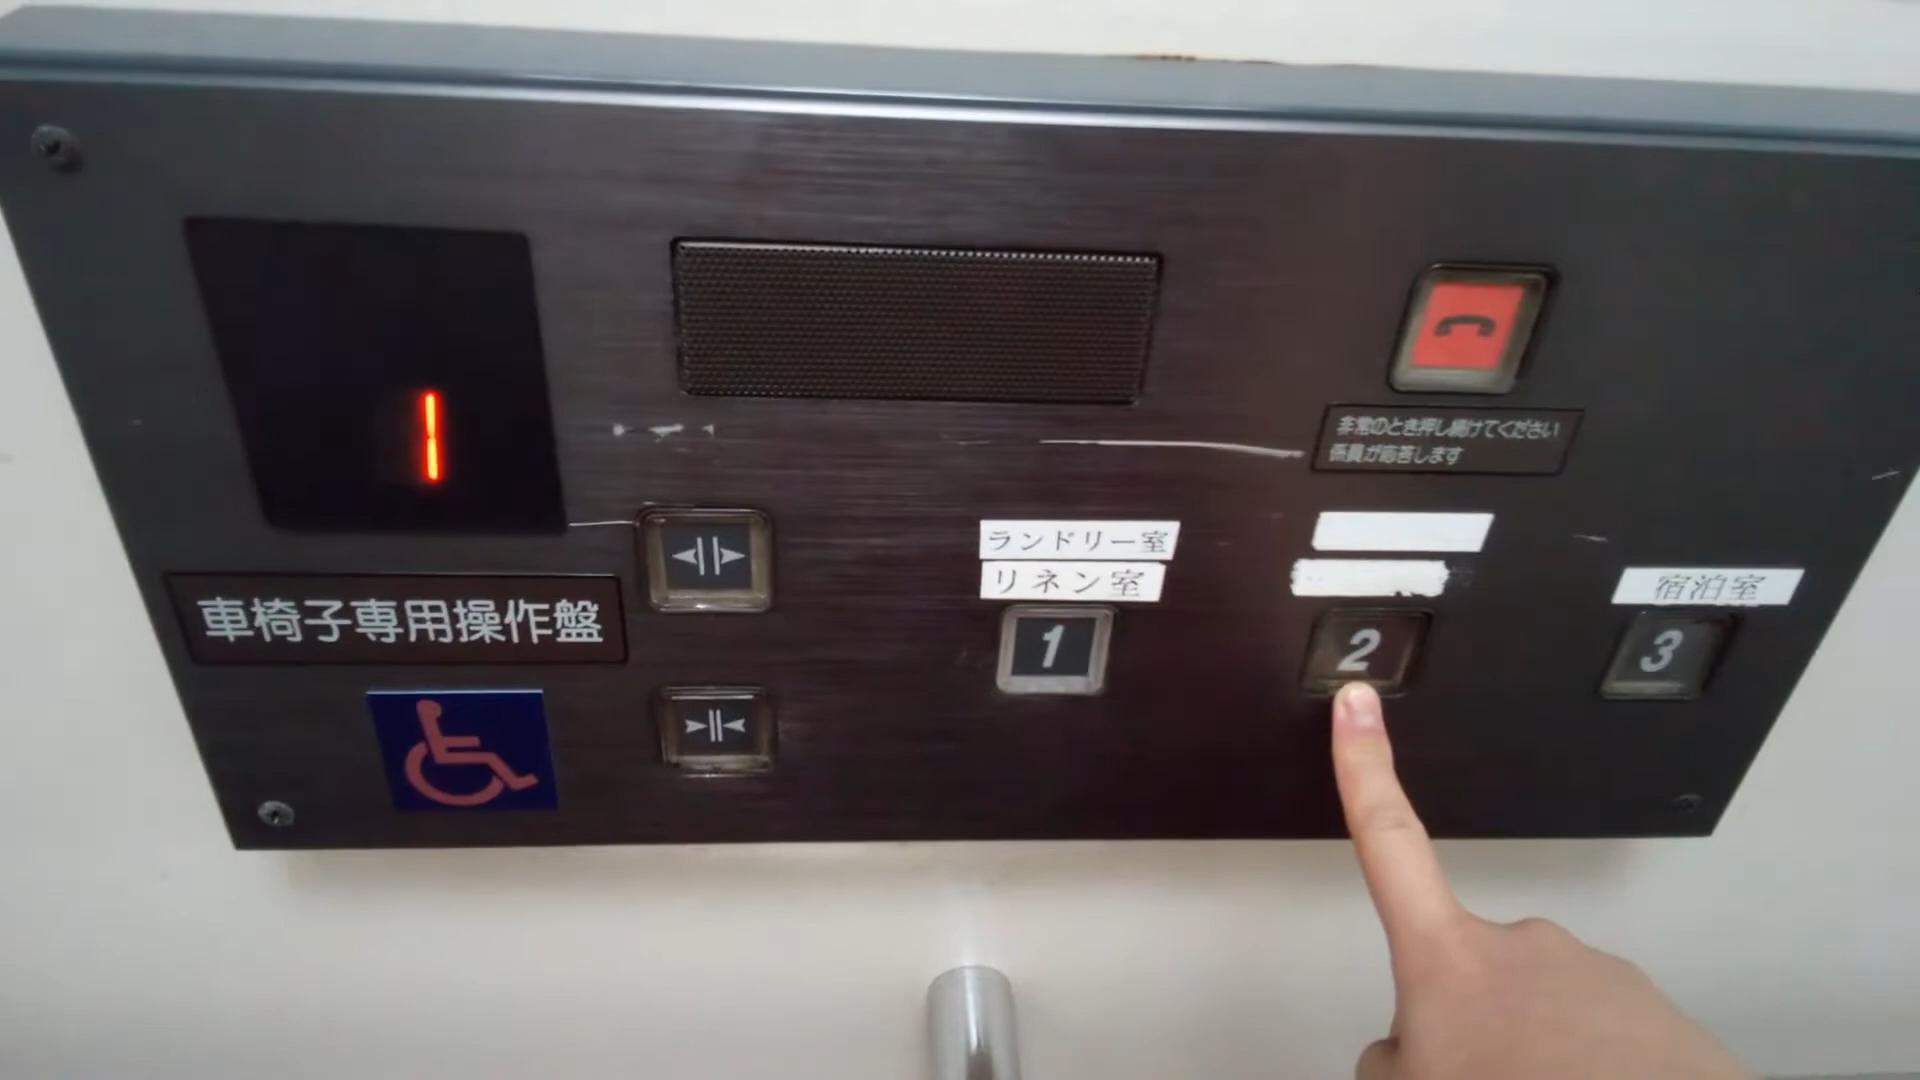 1
非常のとき押し続けてください
係員が応答します
ランドリー室
リネン室
宿泊室
車椅子専用操作盤
1
2
3